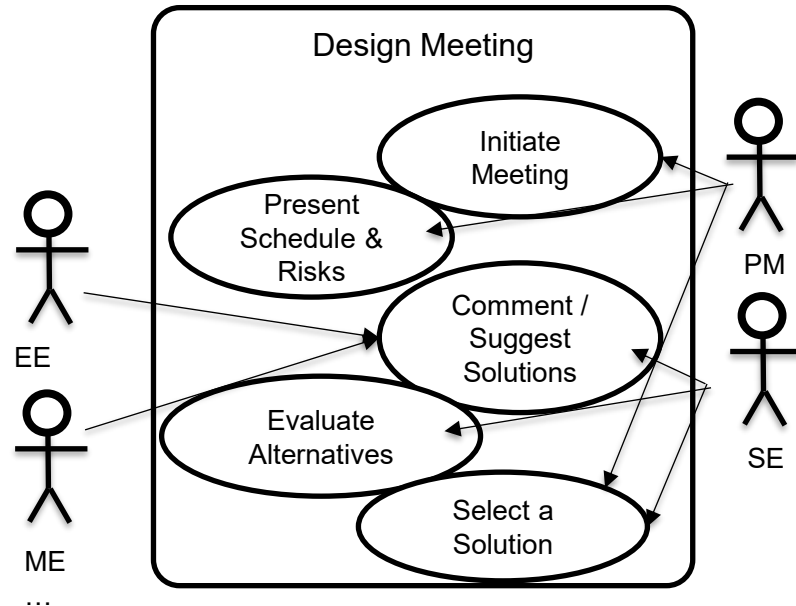 Design Meeting
Initiate
Meeting
Present
Schedule &
Risks
PM
Comment /
Suggest
Solutions
EE
Evaluate
Alternatives
SE
Select a
Solution
ME
...